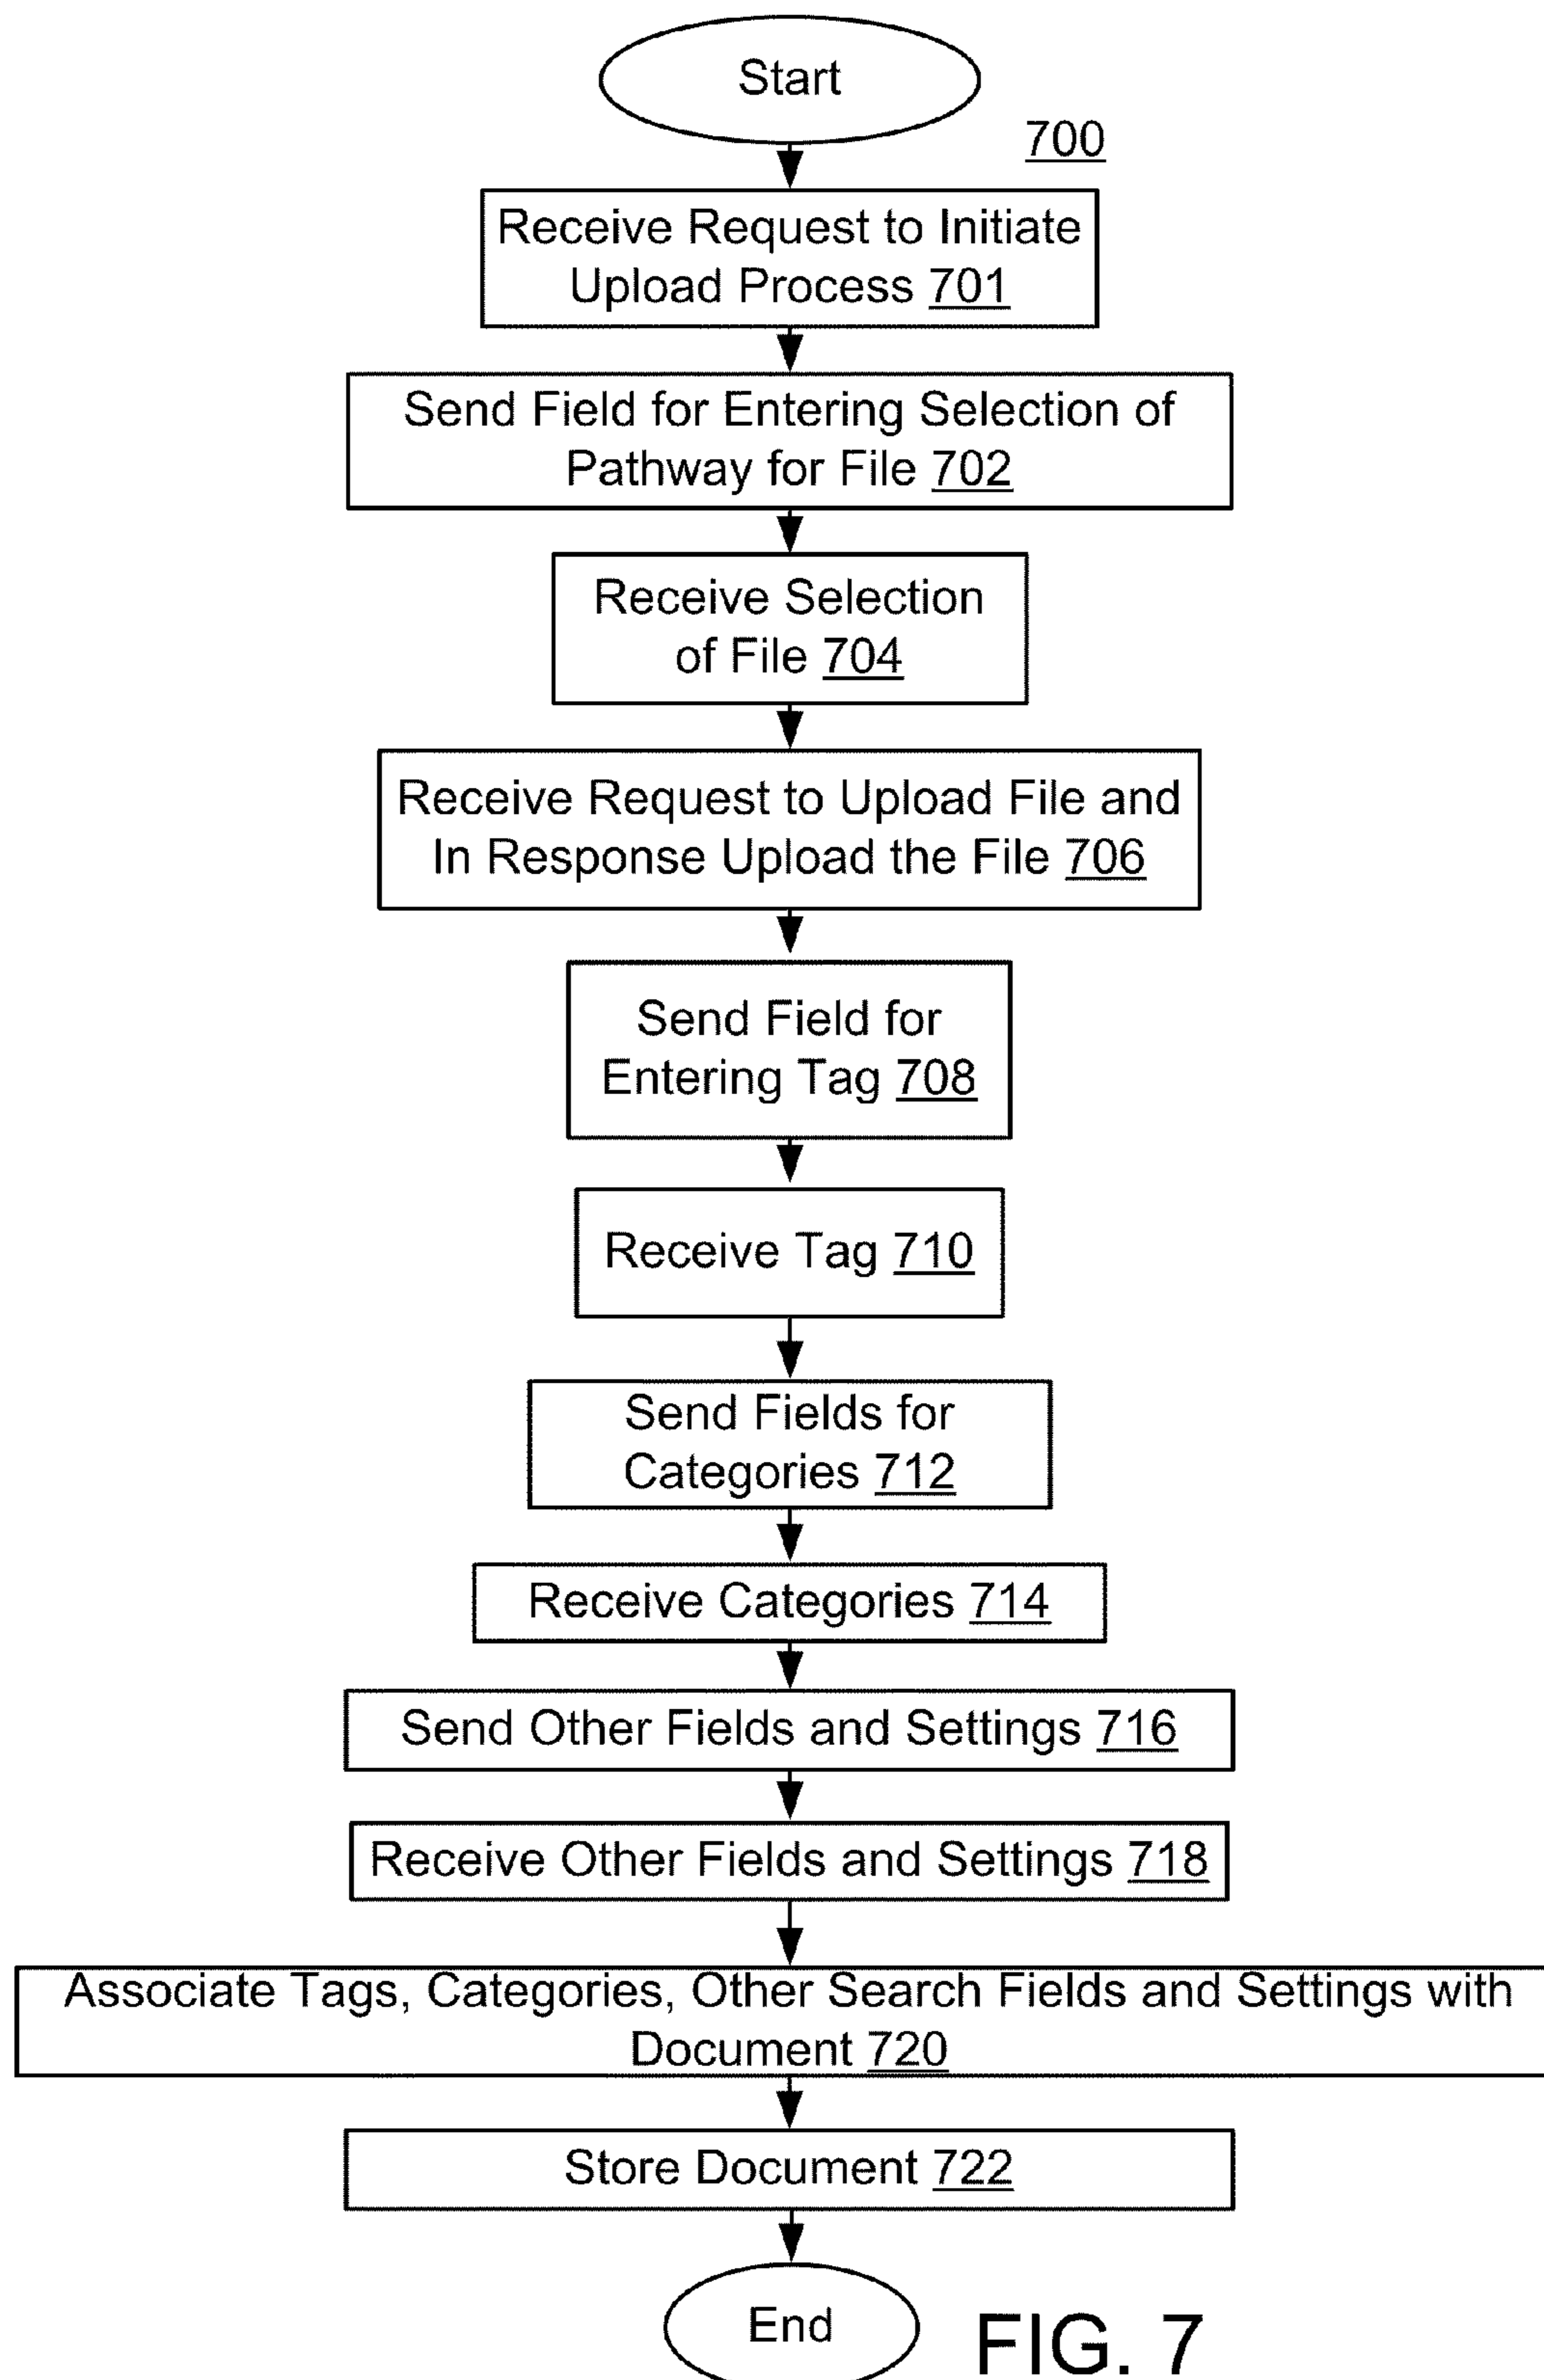 Start
700
Receive Request to Initiate
Upload Process 701
Send Field for Entering Selection of
Pathway for File 702
Receive Selection
of File 704
Receive Request to Upload File and
In Response Upload the File 706
Send Field for
Entering Tag 708
Receive Tag 710
Send Fields for
Categories 712
Receive Categories 714
Send Other Fields and Settings 716
Receive Other Fields and Settings 718
Associate Tags, Categories, Other Search Fields and Settings with
Document 720
Store Document 722
End
FIG. 7